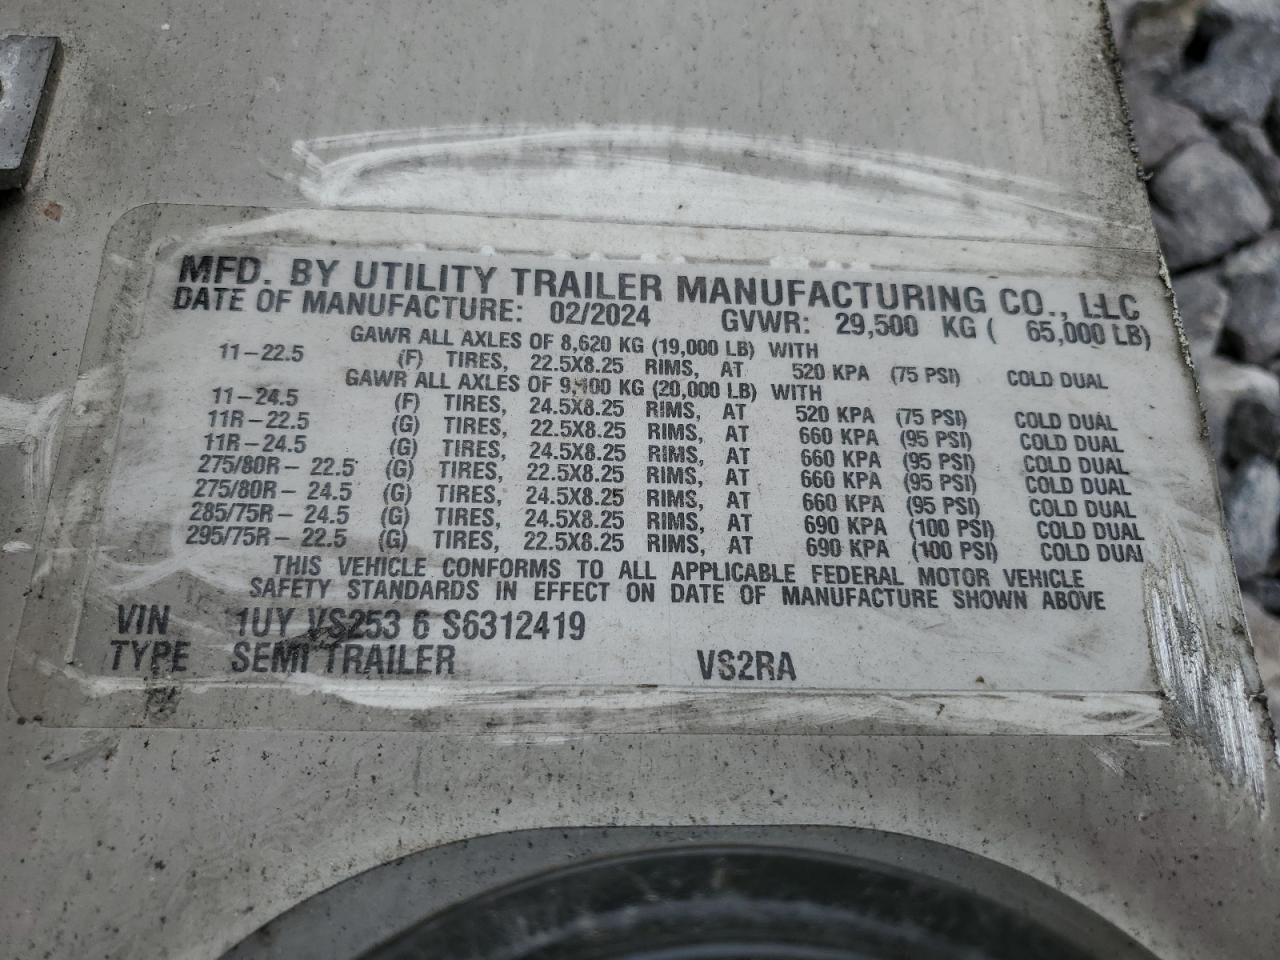 MFD. BY UTILITY TRAILER MANUFACTURING CO., LLC
DATE OF MANUFACTURE: 02/2024 GVWR: 29,500 KG ( 65,000 LB)
GAWR ALL AXLES OF 8,620 KG (19,000 LB) WITH
11-22.5 (F) TIRES, 22.5X8.25 RIMS, AT 520 KPA (75 PSI) COLD DUAL
GAWR ALL AXLES OF 9,100 KG (20,000 LB) WITH
11-24.5 (F) TIRES, 24.5X8.25 RIMS, AT 520 KPA (75 PSI) COLD DUAL
11R-22.5 (G) TIRES, 22.5X8.25 RIMS, AT 660 KPA (95 PSI) COLD DUAL
11R-24.5 (G) TIRES, 24.5X8.25 RIMS, AT 660 KPA (95 PSI) COLD DUAL
275/80R- 22.5 (G) TIRES, 22.5X8.25 RIMS, AT 660 KPA (95 PSI) COLD DUAL
275/80R- 24.5 (G) TIRES, 24.5X8.25 RIMS, AT 660 KPA (95 PSI) COLD DUAL
285/75R- 24.5 (G) TIRES, 24.5X8.25 RIMS, AT 690 KPA (100 PSI) COLD DUAL
295/75R- 22.5 (G) TIRES, 22.5X8.25 RIMS, AT 690 KPA (100 PSI) COLD DUAL
THIS VEHICLE CONFORMS TO ALL APPLICABLE FEDERAL MOTOR VEHICLE
SAFETY STANDARDS IN EFFECT ON DATE OF MANUFACTURE SHOWN ABOVE
VIN 1UY VS253 6 S6312419
TYPE SEMI TRAILER VS2RA